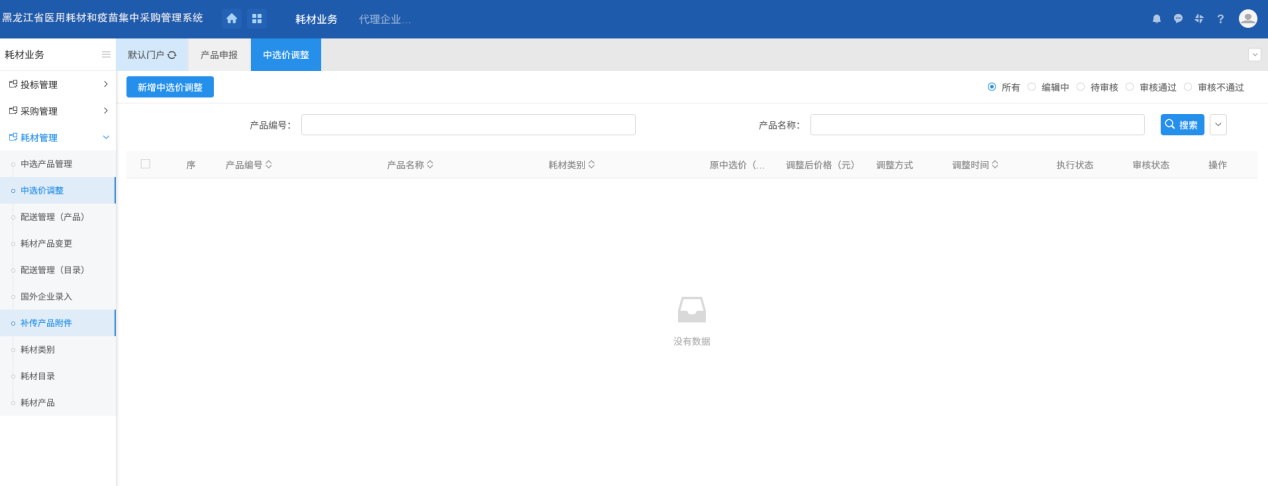 黑龙江省医用耗材和疫苗集中采购管理系统 耗材业务 代理企业...
耗材业务 默认门户 产品申报 中选价调整
投标管理
采购管理
耗材管理
中选产品管理
中选价调整
配送管理（产品）
耗材产品变更
配送管理（目录）
国外企业录入
补传产品附件
耗材类别
耗材目录
耗材产品
新增中选价调整 所有 编辑中 待审核 审核通过 审核不通过
产品编号： 产品名称： 搜索
序 产品编号 产品名称 耗材类别 原中选价（... 调整后价格（元） 调整方式 调整时间 执行状态 审核状态 操作
没有数据